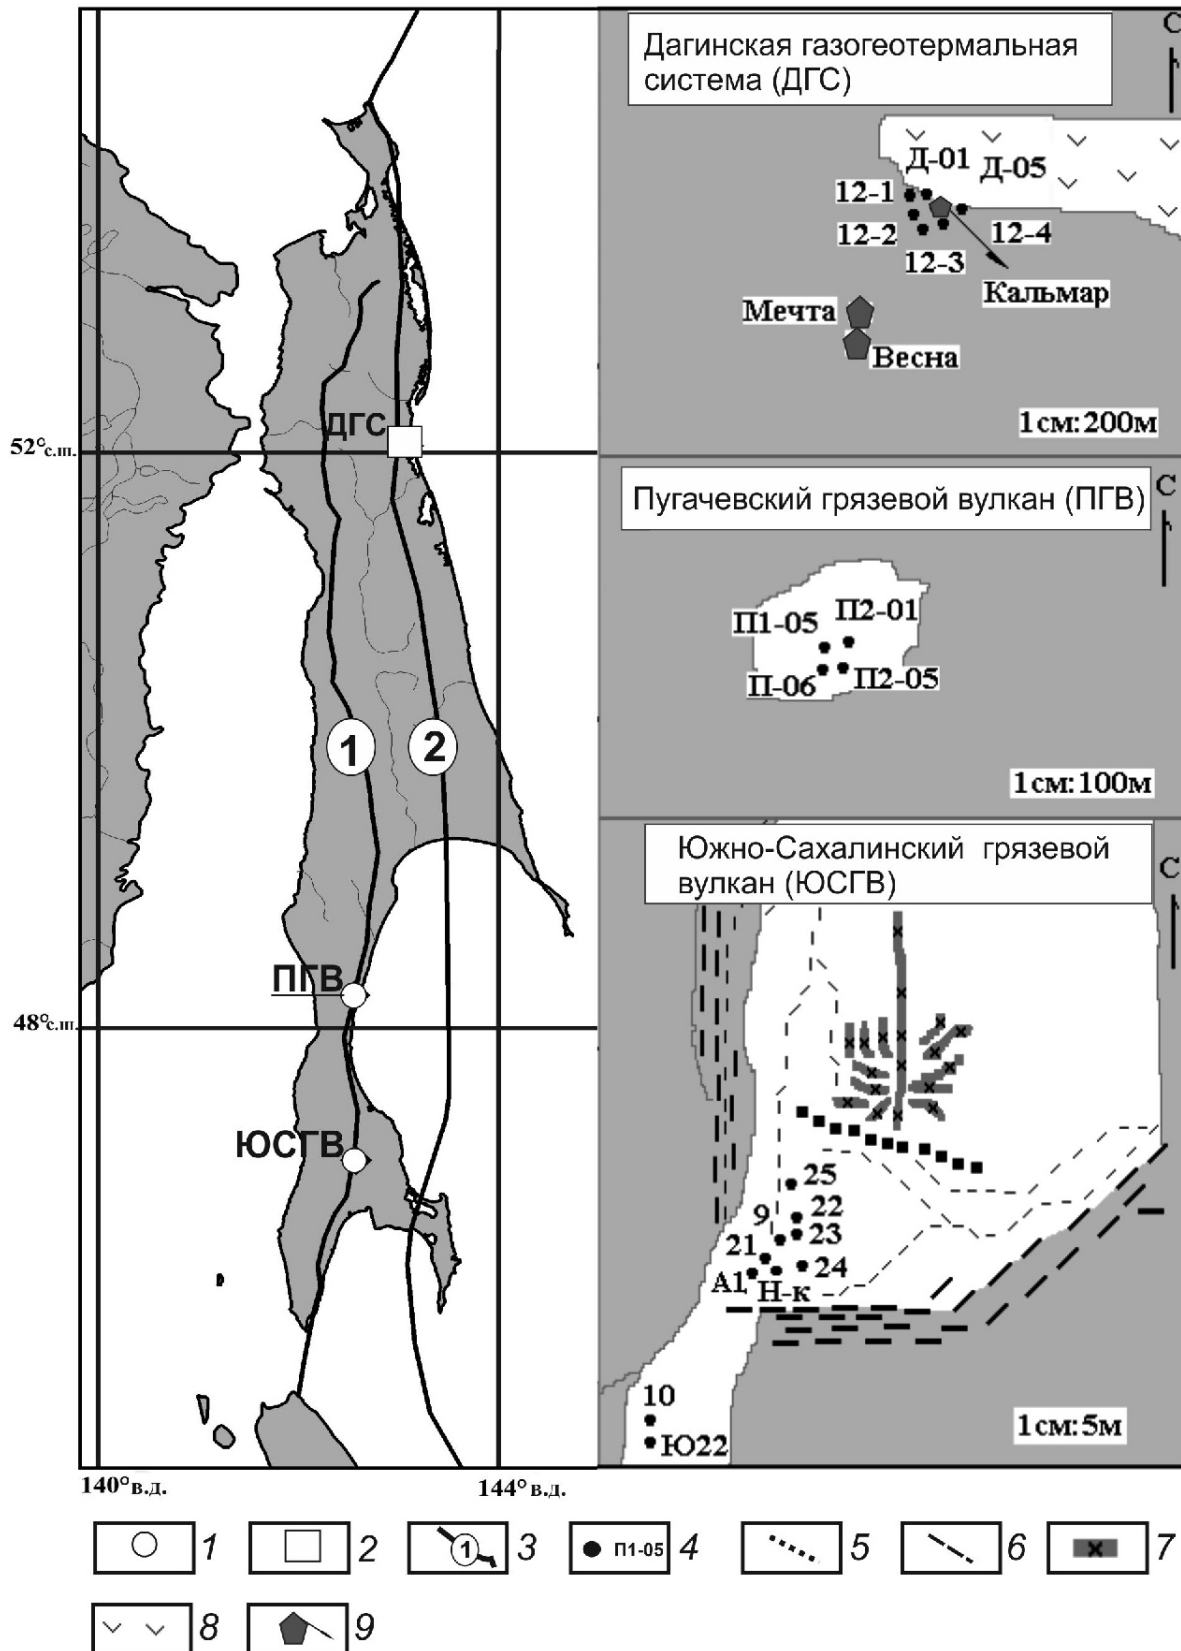 ДГС
52° с.ш.
1
2
ПГВ
48° с.ш.
ЮСГВ
140° в.д.
144° в.д.
Дагинская газогеотермальная
система (ДГС)
С
Д-01
Д-05
12-1
12-2
12-4
12-3
Кальмар
Мечта
Весна
1см:200м
Пугачевский грязевой вулкан (ПГВ)
С
П2-01
П1-05
П-06
П2-05
1см:100м
Южно-Сахалинский грязевой
вулкан (ЮСГВ)
С
25
22
9
23
21
24
А1
Н-к
10
Ю22
1см:5м
1
2
1
3
П1-05
4
5
6
7
8
9